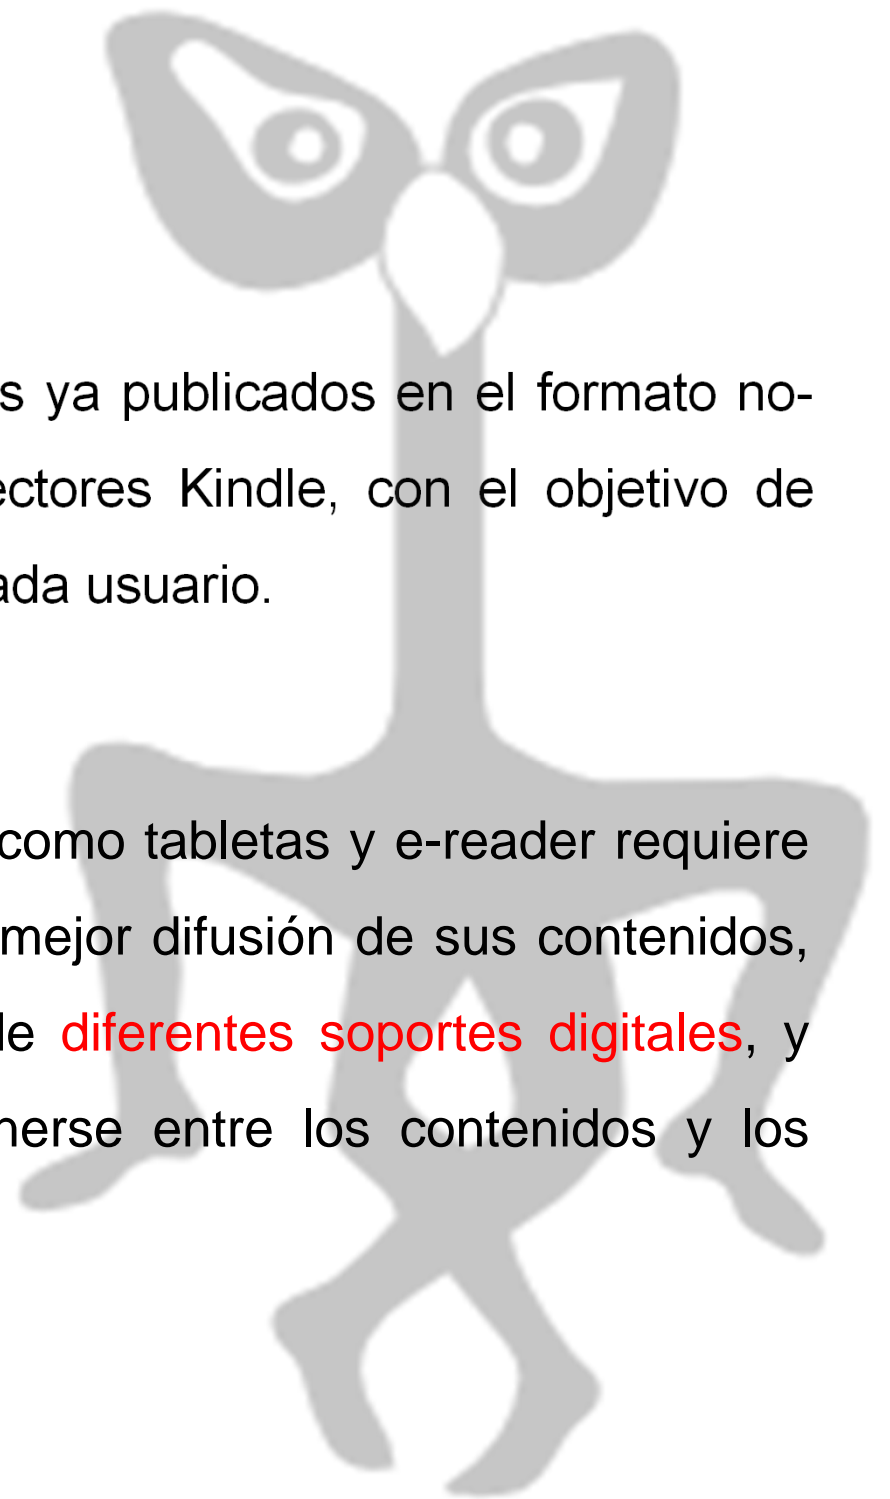 s ya publicados en el formato no-
ectores Kindle, con el objetivo de
ada usuario.
como tabletas y e-reader requiere
mejor difusión de sus contenidos,
le diferentes soportes digitales, y
nerse entre los contenidos y los